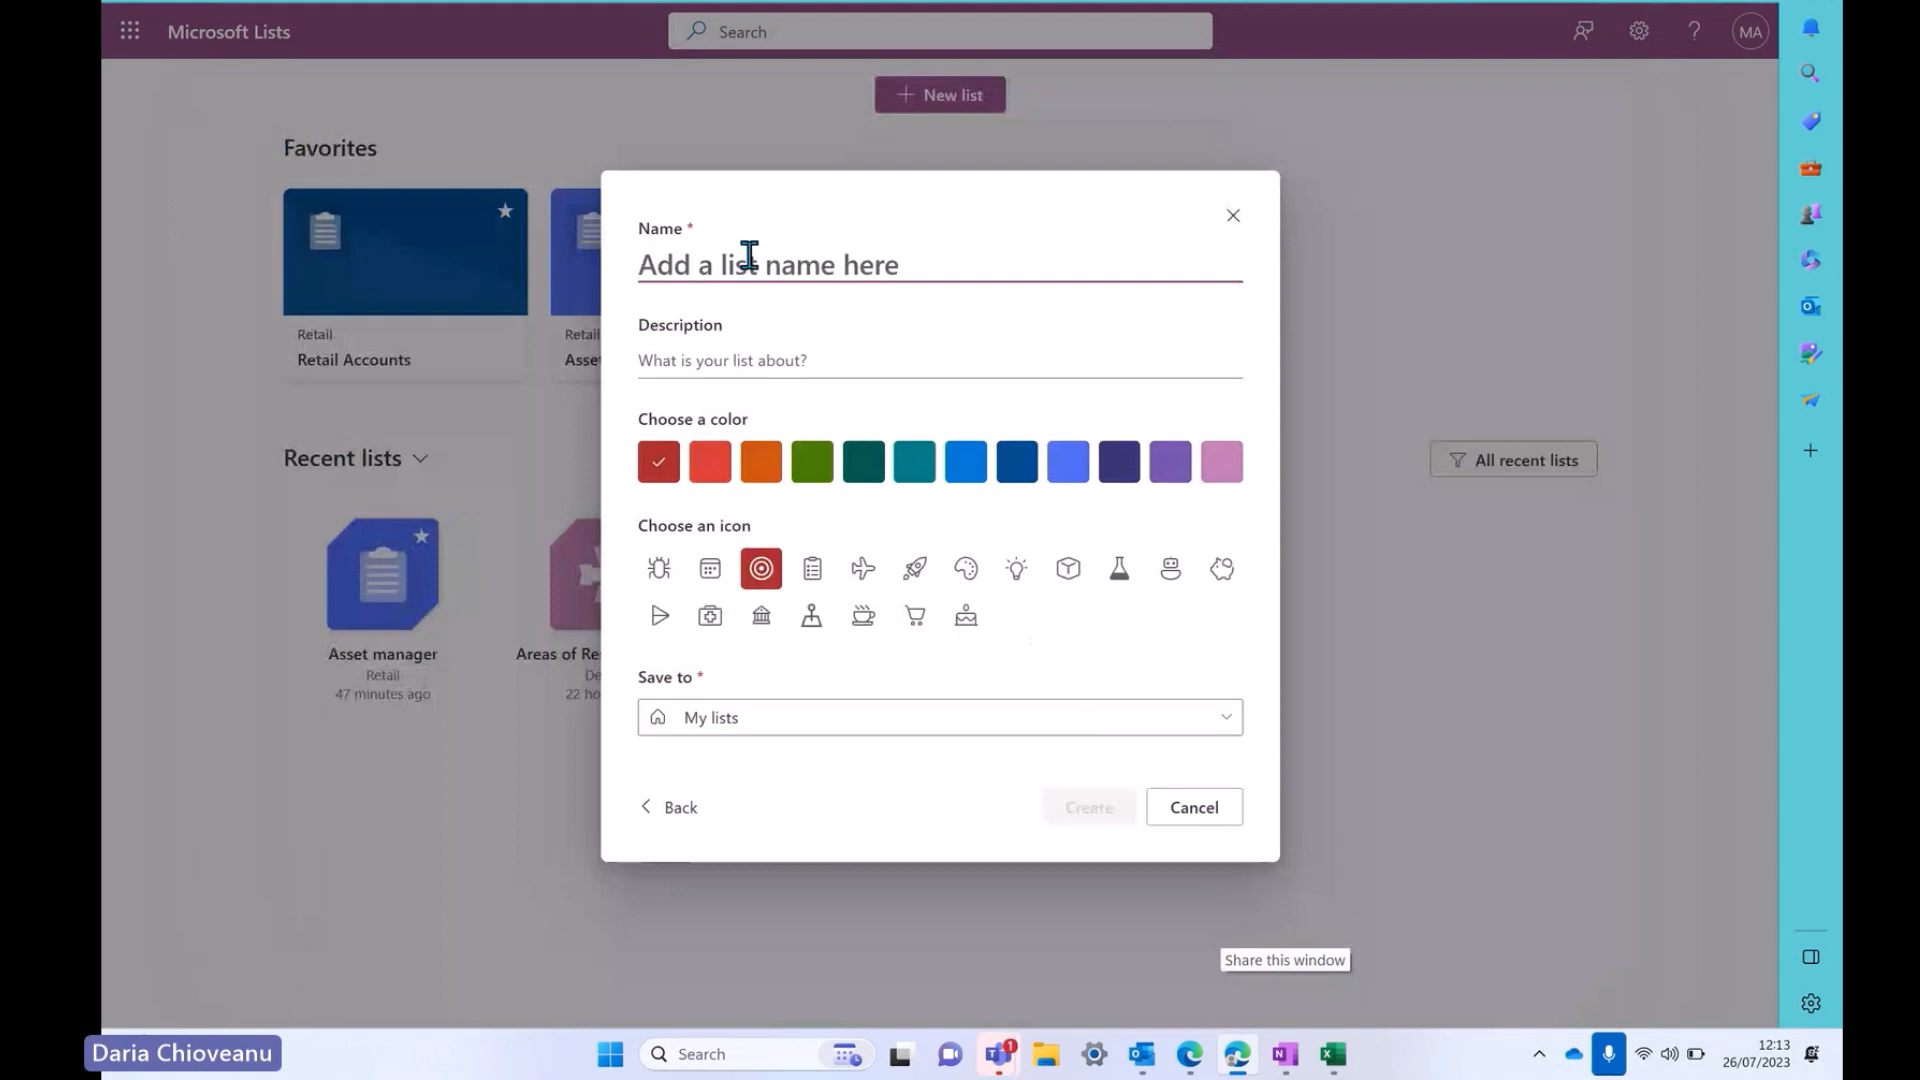 Microsoft Lists
Search
MA
New list
Favorites
Name *
Add a list name here
Retail
Retail Accounts
Retail
Asse
Description
What is your list about?
Choose a color
Recent lists
All recent lists
Choose an icon
Asset manager
Retail
47 minutes ago
Areas of Re
De
22 ho
Save to *
My lists
Back
Create
Cancel
Share this window
Daria Chioveanu
Search
1
12:13
26/07/2023